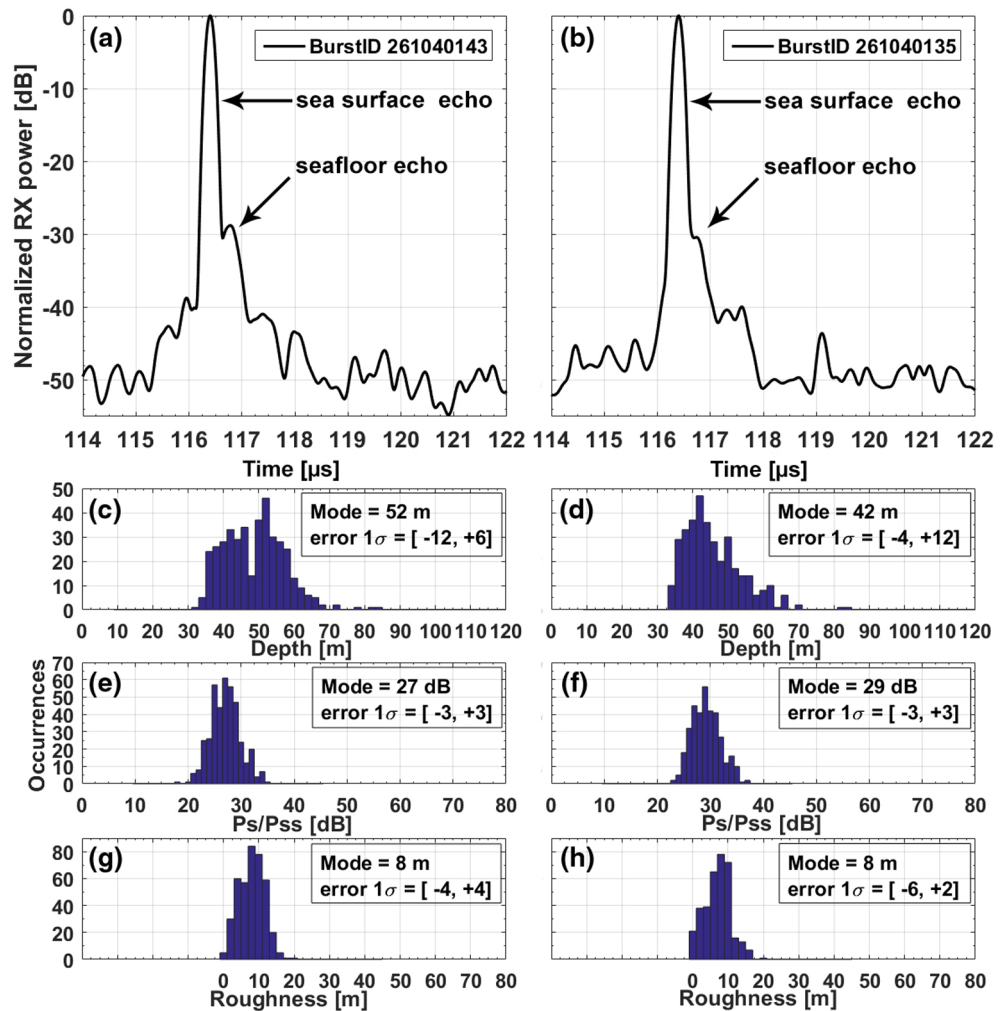 (a)
BurstID 261040143
sea surface echo
seafloor echo
Normalized RX power [dB]
0
-10
-20
-30
-40
-50
114 115 116 117 118 119 120 121 122
Time [µs]
(b)
BurstID 261040135
sea surface echo
seafloor echo
114 115 116 117 118 119 120 121 122
Time [µs]
(c)
Mode = 52 m
error 1σ = [ -12, +6]
50
40
30
20
10
0
0 10 20 30 40 50 60 70 80 90 100 110 120
Depth [m]
(d)
Mode = 42 m
error 1σ = [ -4, +12]
0 10 20 30 40 50 60 70 80 90 100 110 120
Depth [m]
Occurrences
(e)
Mode = 27 dB
error 1σ = [ -3, +3]
70
60
50
40
30
20
10
0
0 10 20 30 40 50 60 70 80
Ps/Pss [dB]
(f)
Mode = 29 dB
error 1σ = [ -3, +3]
0 10 20 30 40 50 60 70 80
Ps/Pss [dB]
(g)
Mode = 8 m
error 1σ = [ -4, +4]
80
60
40
20
0
0 10 20 30 40 50 60 70 80
Roughness [m]
(h)
Mode = 8 m
error 1σ = [ -6, +2]
0 10 20 30 40 50 60 70 80
Roughness [m]